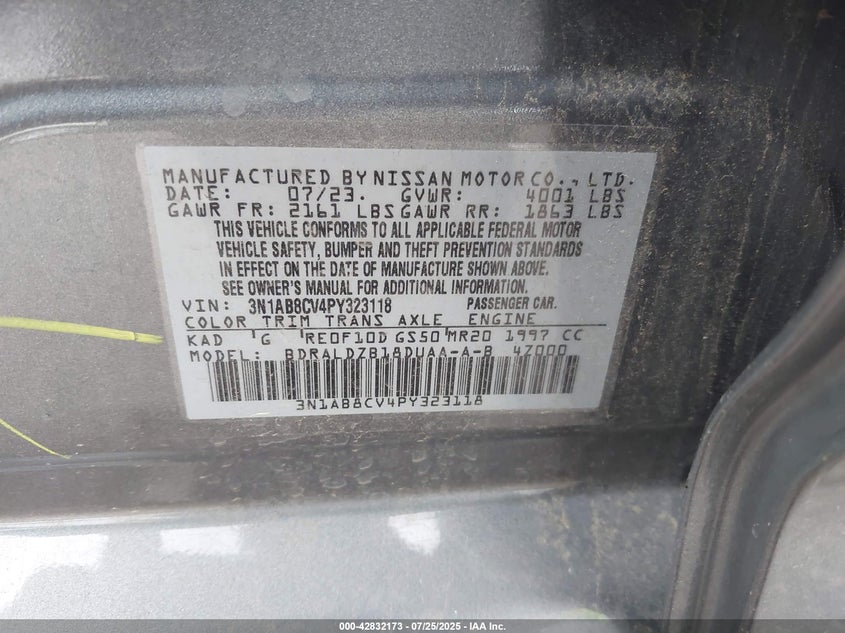 MANUFACTURED BY NISSAN MOTOR CO., LTD.
DATE: 07/23. GVWR: 4001 LBS
GAWR FR: 2161 LBS GAWR RR: 1863 LBS
THIS VEHICLE CONFORMS TO ALL APPLICABLE FEDERAL MOTOR
VEHICLE SAFETY, BUMPER AND THEFT PREVENTION STANDARDS
IN EFFECT ON THE DATE OF MANUFACTURE SHOWN ABOVE.
SEE OWNER'S MANUAL FOR ADDITIONAL INFORMATION.
VIN: 3N1AB8CV4PY323118 PASSENGER CAR.
COLOR TRIM TRANS AXLE ENGINE
KAD G RE0F10D GS50 MR20 1997 CC
MODEL: BDRALDZB18DUAA-A-B 4Z000
3N1AB8CV4PY323118
000-42832173 - 07/25/2025 - IAA Inc.